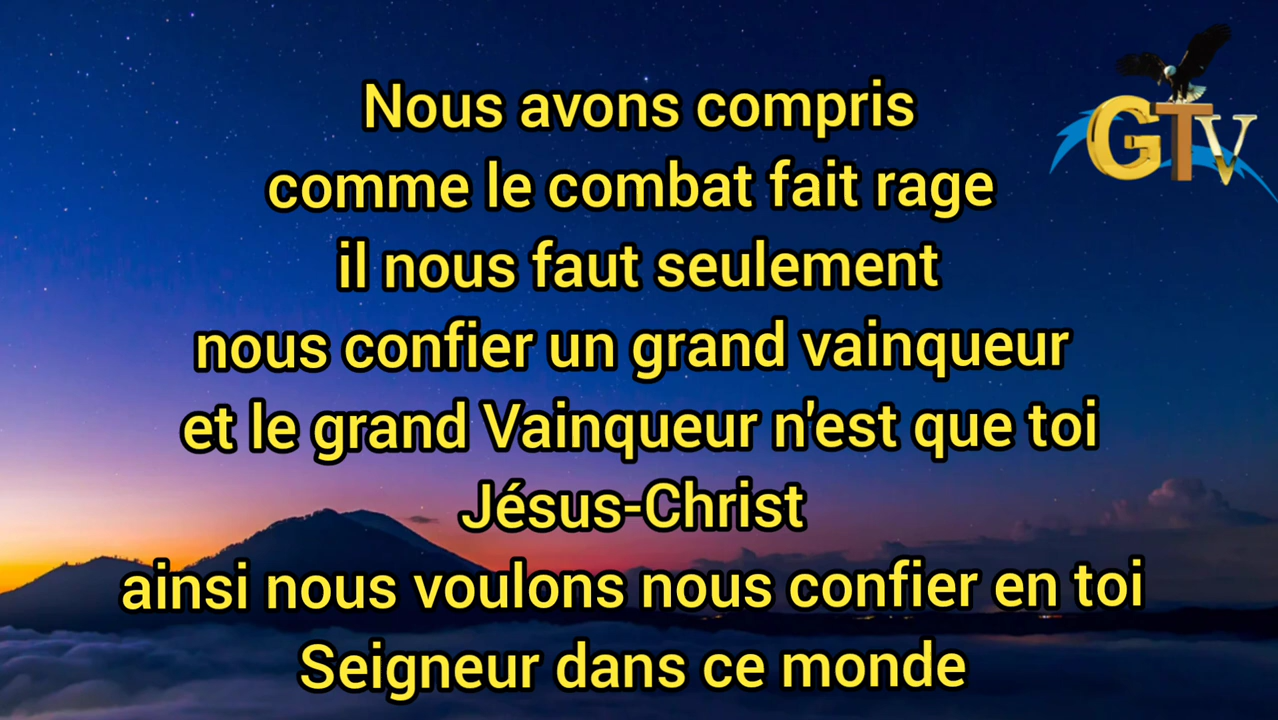 GTV
Nous avons compris
comme le combat fait rage
il nous faut seulement
nous confier un grand vainqueur
et le grand Vainqueur n'est que toi
Jésus-Christ
ainsi nous voulons nous confier en toi
Seigneur dans ce monde